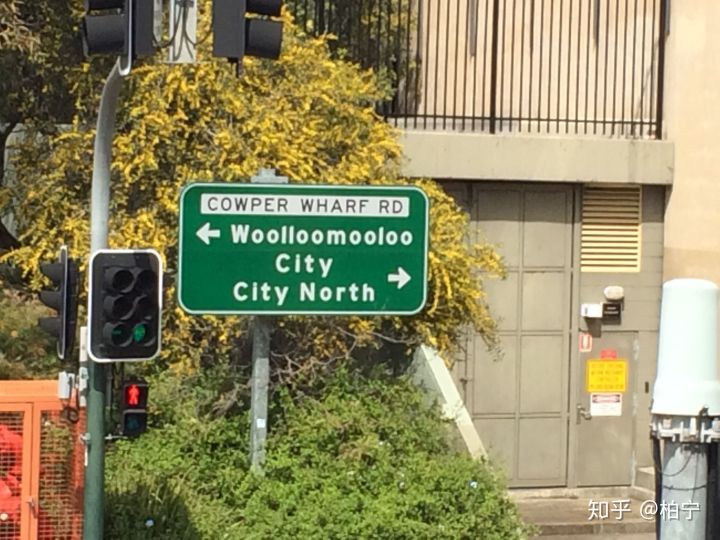 COWPER WHARF RD
Woolloomooloo
City
City North
知乎 @柏宁